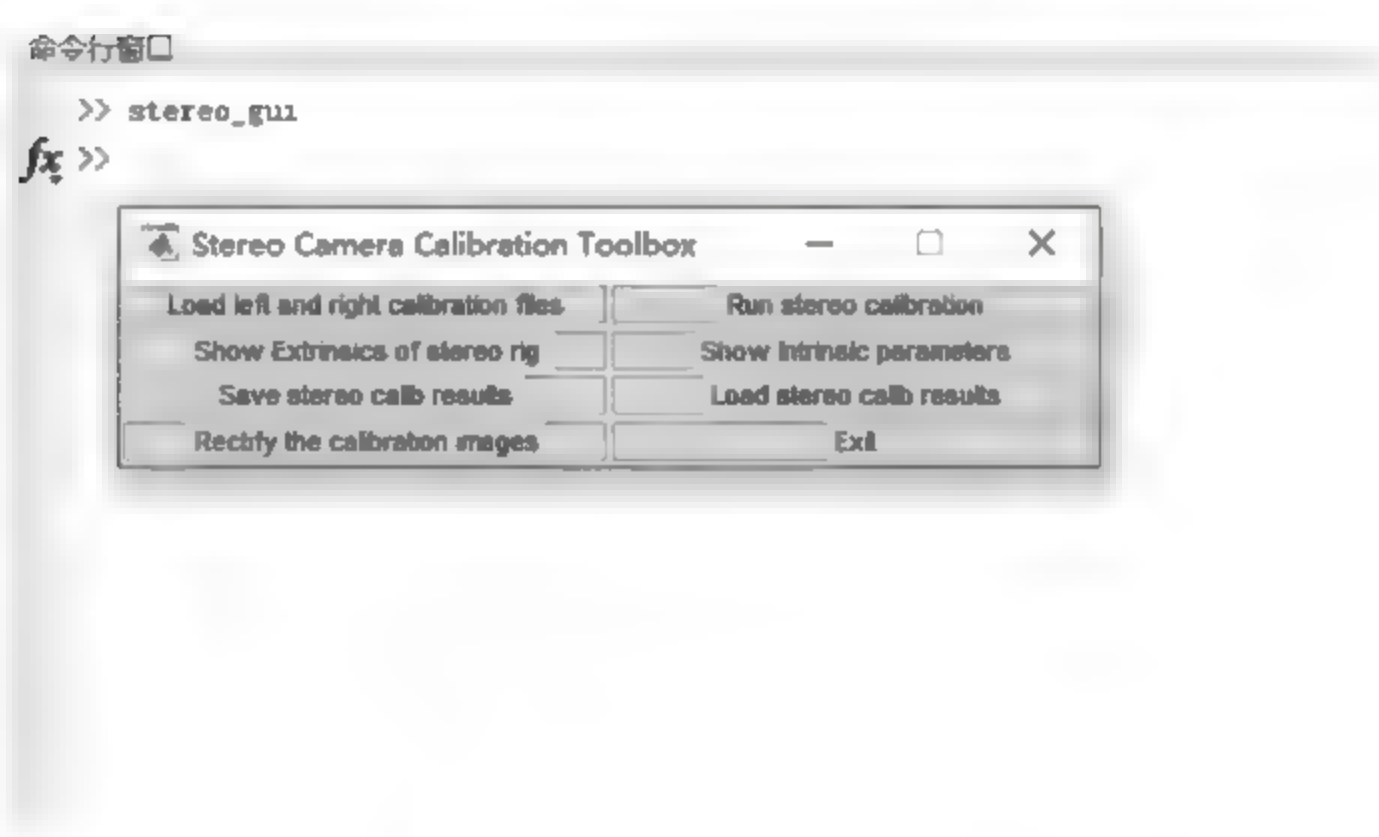 命令行窗口
>> stereo_gui
fx >>
Stereo Camera Calibration Toolbox
Load left and right calibration files
Run stereo calibration
Show Extrinsics of stereo rig
Show Intrinsic parameters
Save stereo calib results
Load stereo calib results
Rectify the calibration images
Exit